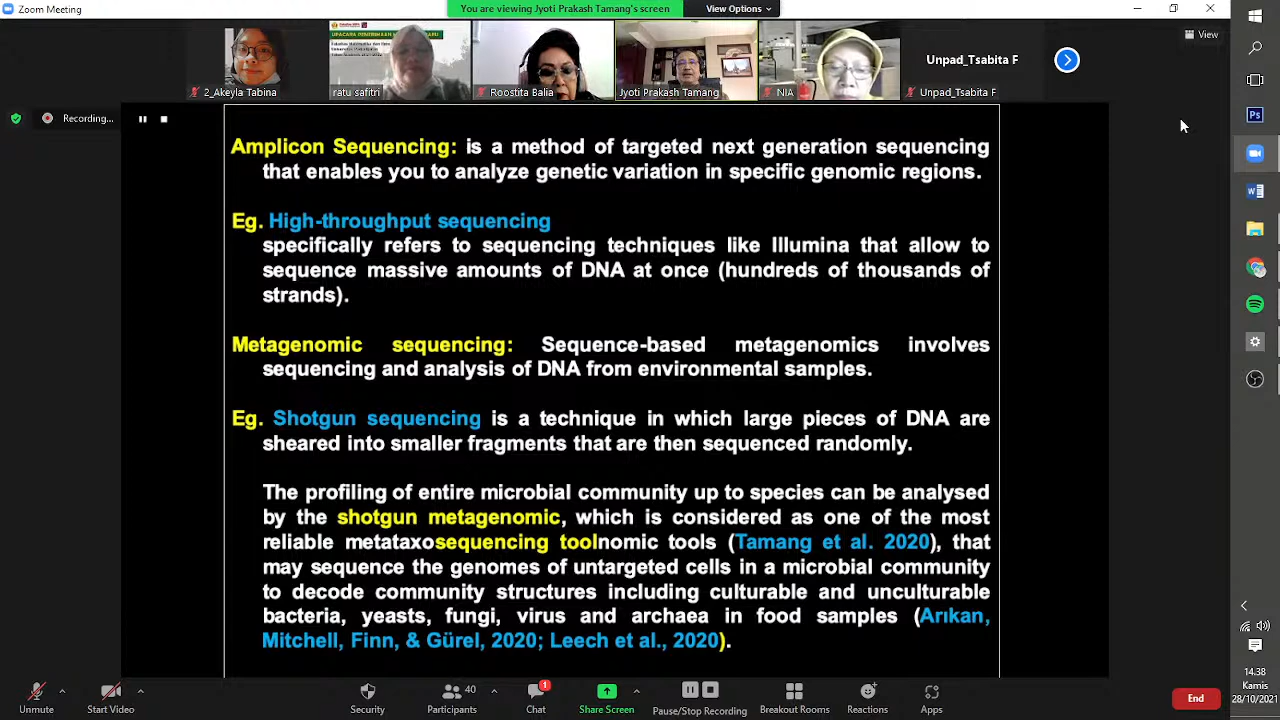 Zoom Meeting
You are viewing Jyoti Prakash Tamang's screen
View Options
View
2_Akeyla Tabina
ratu safitri
Roostita Balia
Jyoti Prakash Tamang
NIA
Unpad_Tsabita F
Unpad_Tsabita F
Recording...
Amplicon Sequencing: is a method of targeted next generation sequencing
that enables you to analyze genetic variation in specific genomic regions.
Eg. High-throughput sequencing
specifically refers to sequencing techniques like Illumina that allow to
sequence massive amounts of DNA at once (hundreds of thousands of
strands).
Metagenomic sequencing: Sequence-based metagenomics involves
sequencing and analysis of DNA from environmental samples.
Eg. Shotgun sequencing is a technique in which large pieces of DNA are
sheared into smaller fragments that are then sequenced randomly.
The profiling of entire microbial community up to species can be analysed
by the shotgun metagenomic, which is considered as one of the most
reliable metataxosequencing toolnomic tools (Tamang et al. 2020), that
may sequence the genomes of untargeted cells in a microbial community
to decode community structures including culturable and unculturable
bacteria, yeasts, fungi, virus and archaea in food samples (Arıkan,
Mitchell, Finn, & Gürel, 2020; Leech et al., 2020).
Ps
W
Unmute
Start Video
Security
Participants
40
Chat
1
Share Screen
Pause/Stop Recording
Breakout Rooms
Reactions
Apps
End
14:38
Kamis
28/10/2021